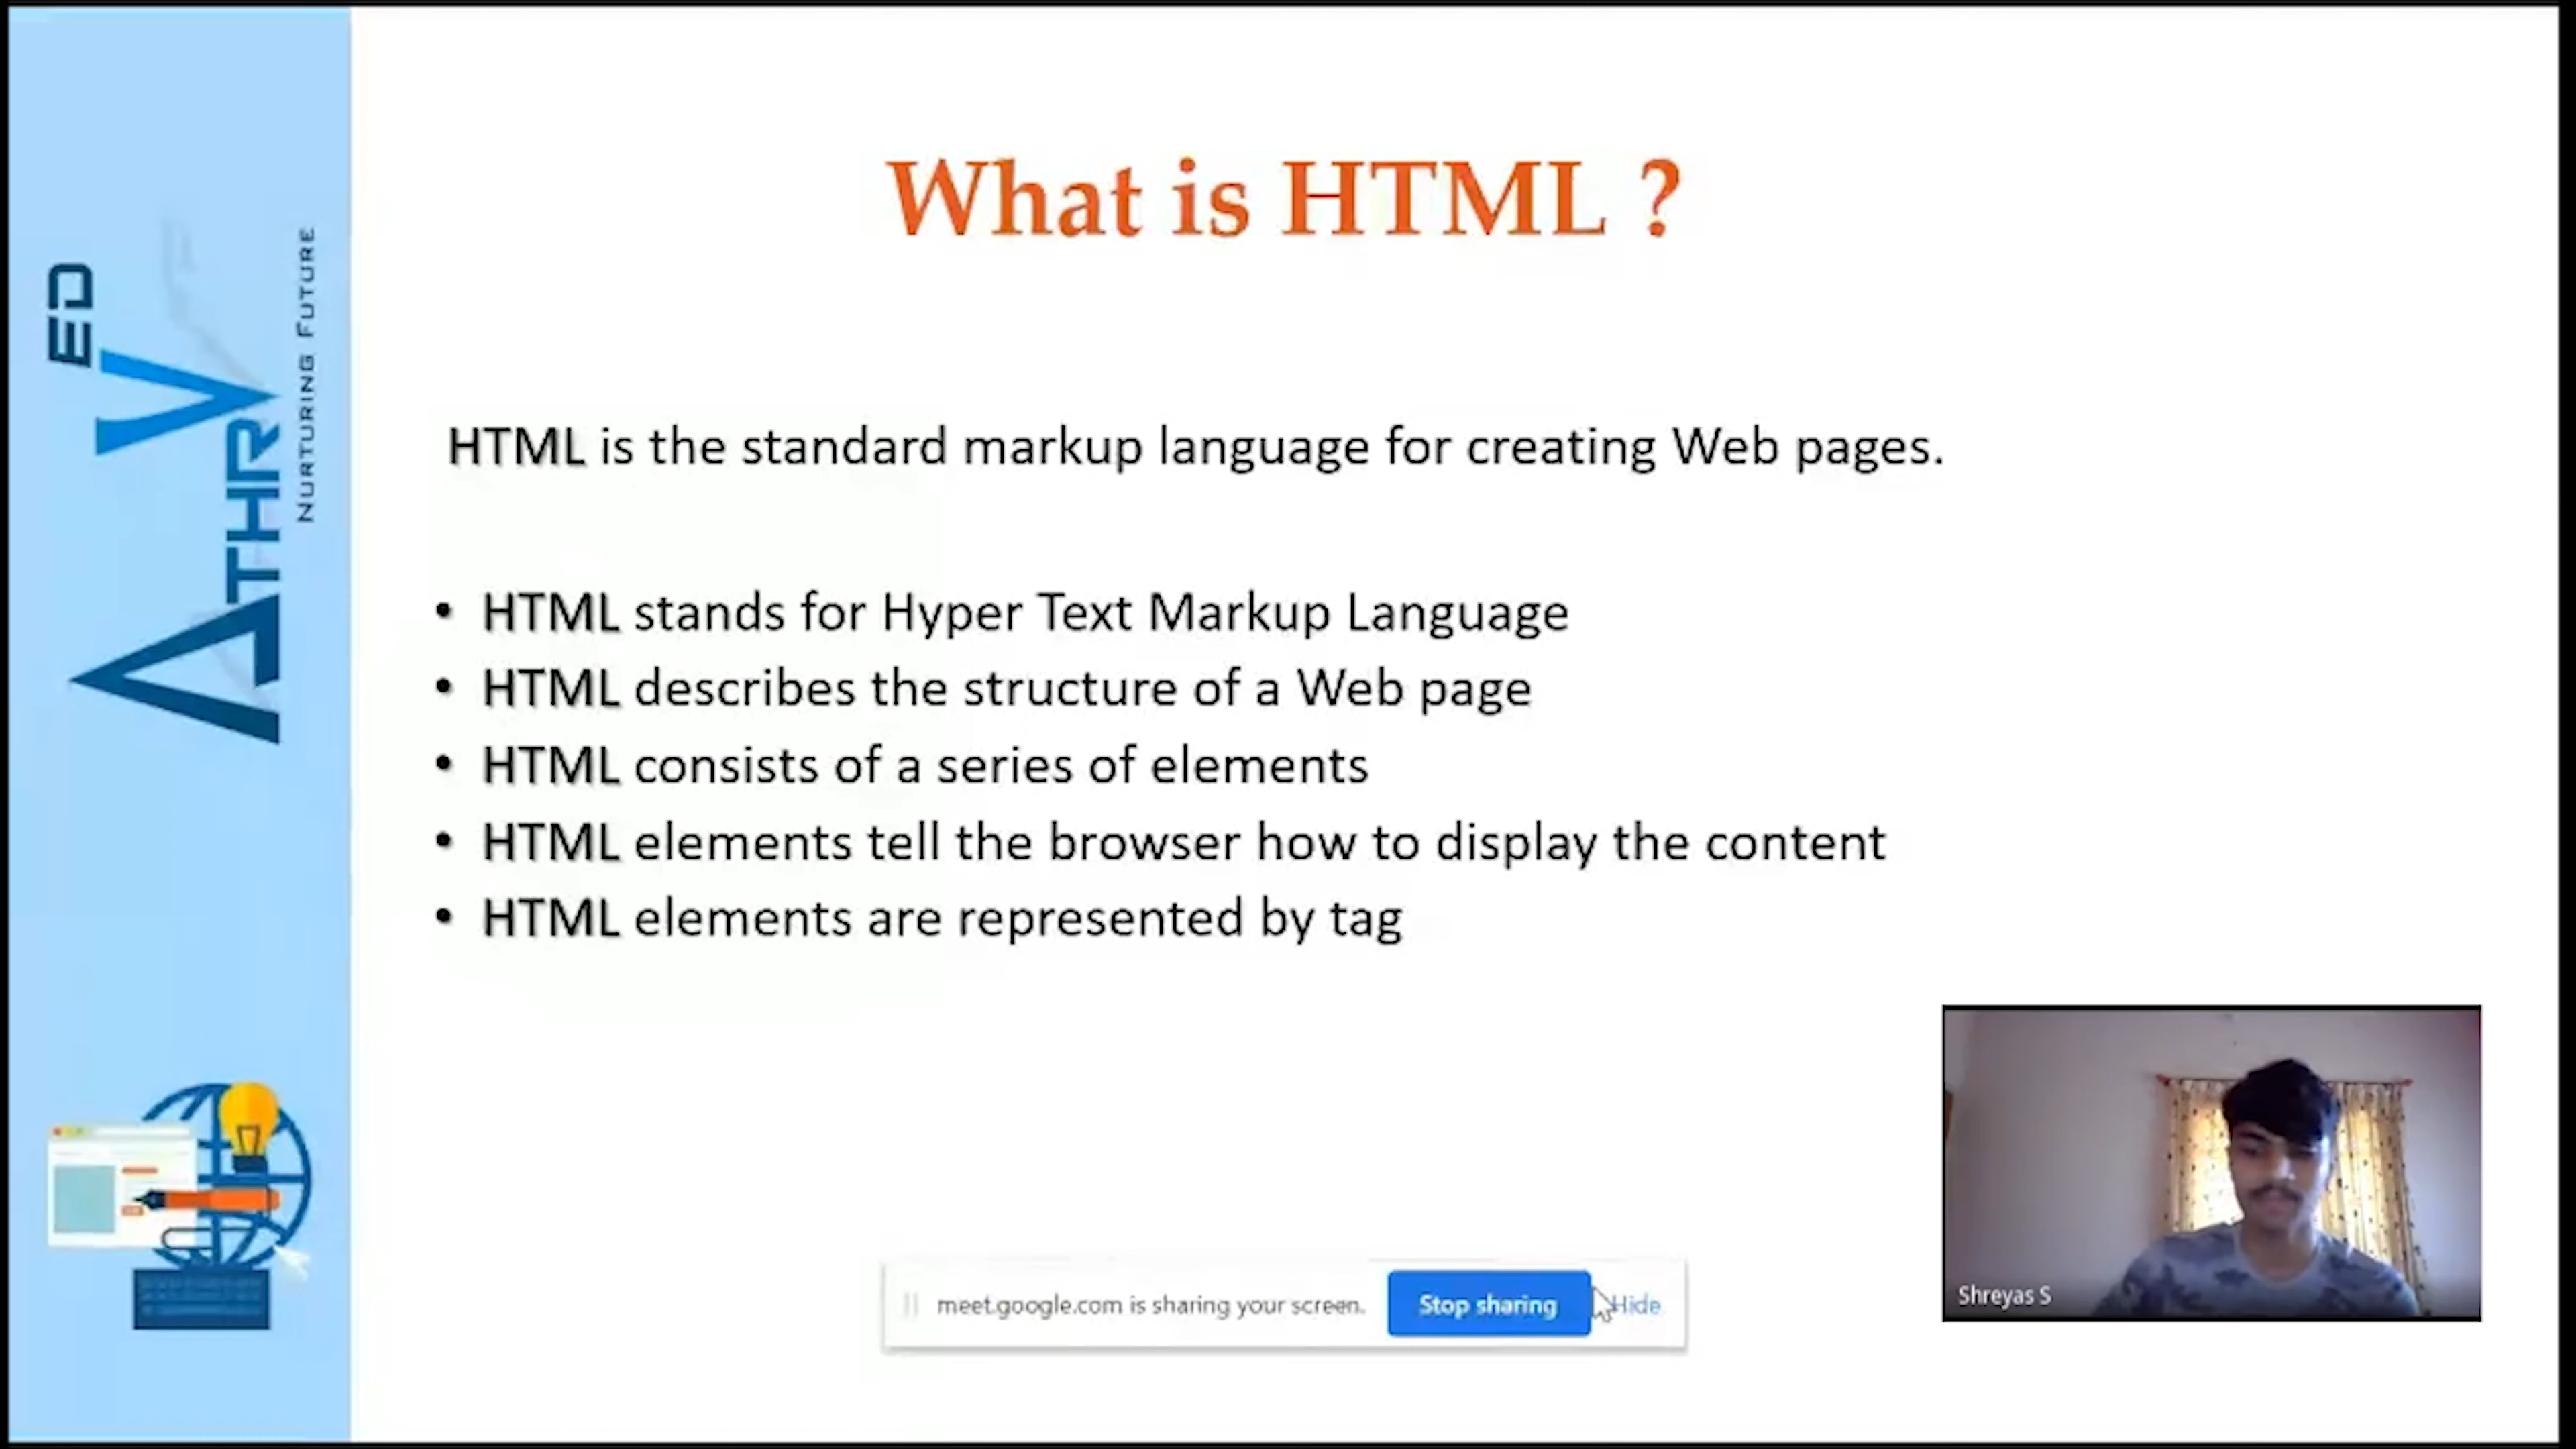 What is HTML ?
HTML is the standard markup language for creating Web pages.
• HTML stands for Hyper Text Markup Language
• HTML describes the structure of a Web page
• HTML consists of a series of elements
• HTML elements tell the browser how to display the content
• HTML elements are represented by tag
ATHRV ED
NURTURING FUTURE
meet.google.com is sharing your screen. Stop sharing Hide
Shreyas S